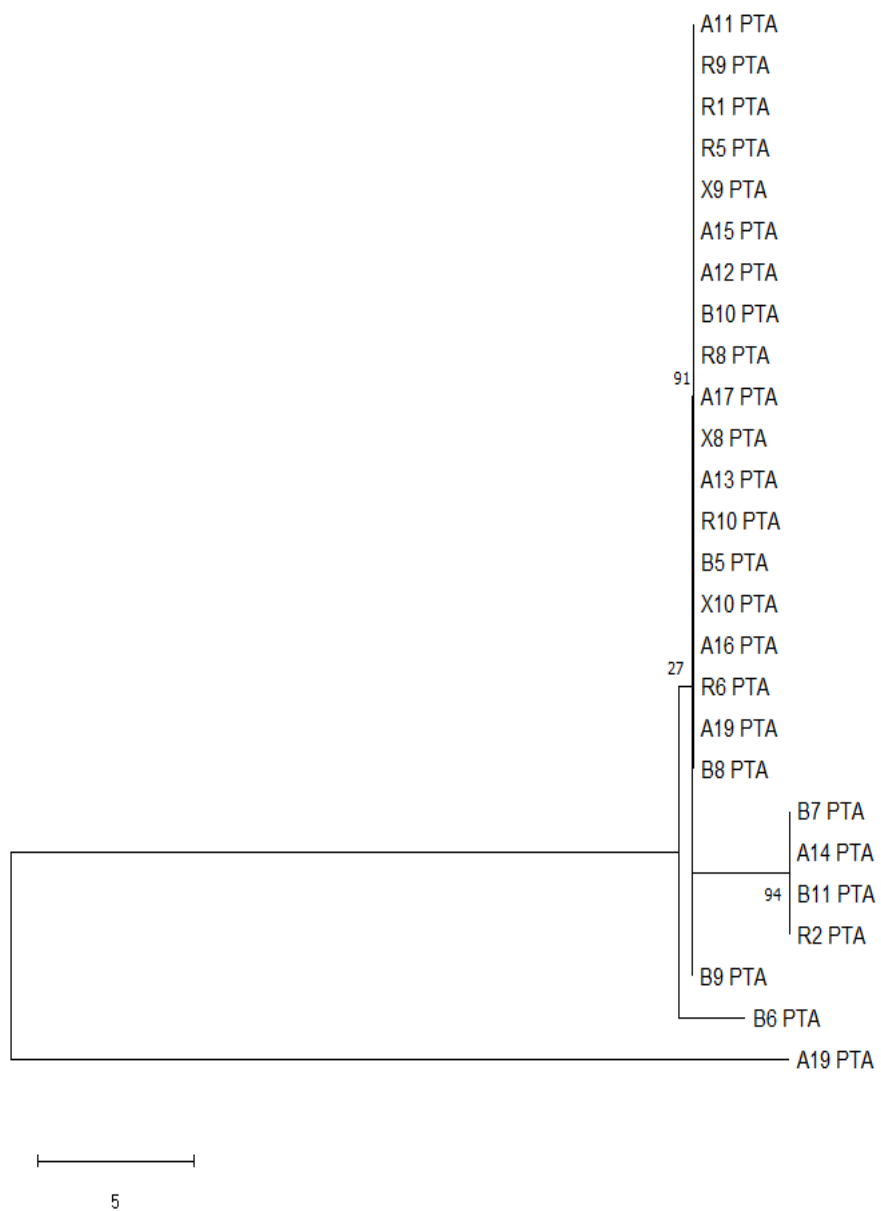 A11 PTA
R9 PTA
R1 PTA
R5 PTA
X9 PTA
A15 PTA
A12 PTA
B10 PTA
R8 PTA
91
A17 PTA
X8 PTA
A13 PTA
R10 PTA
B5 PTA
X10 PTA
A16 PTA
27
R6 PTA
A19 PTA
B8 PTA
B7 PTA
A14 PTA
94
B11 PTA
R2 PTA
B9 PTA
B6 PTA
A19 PTA
5